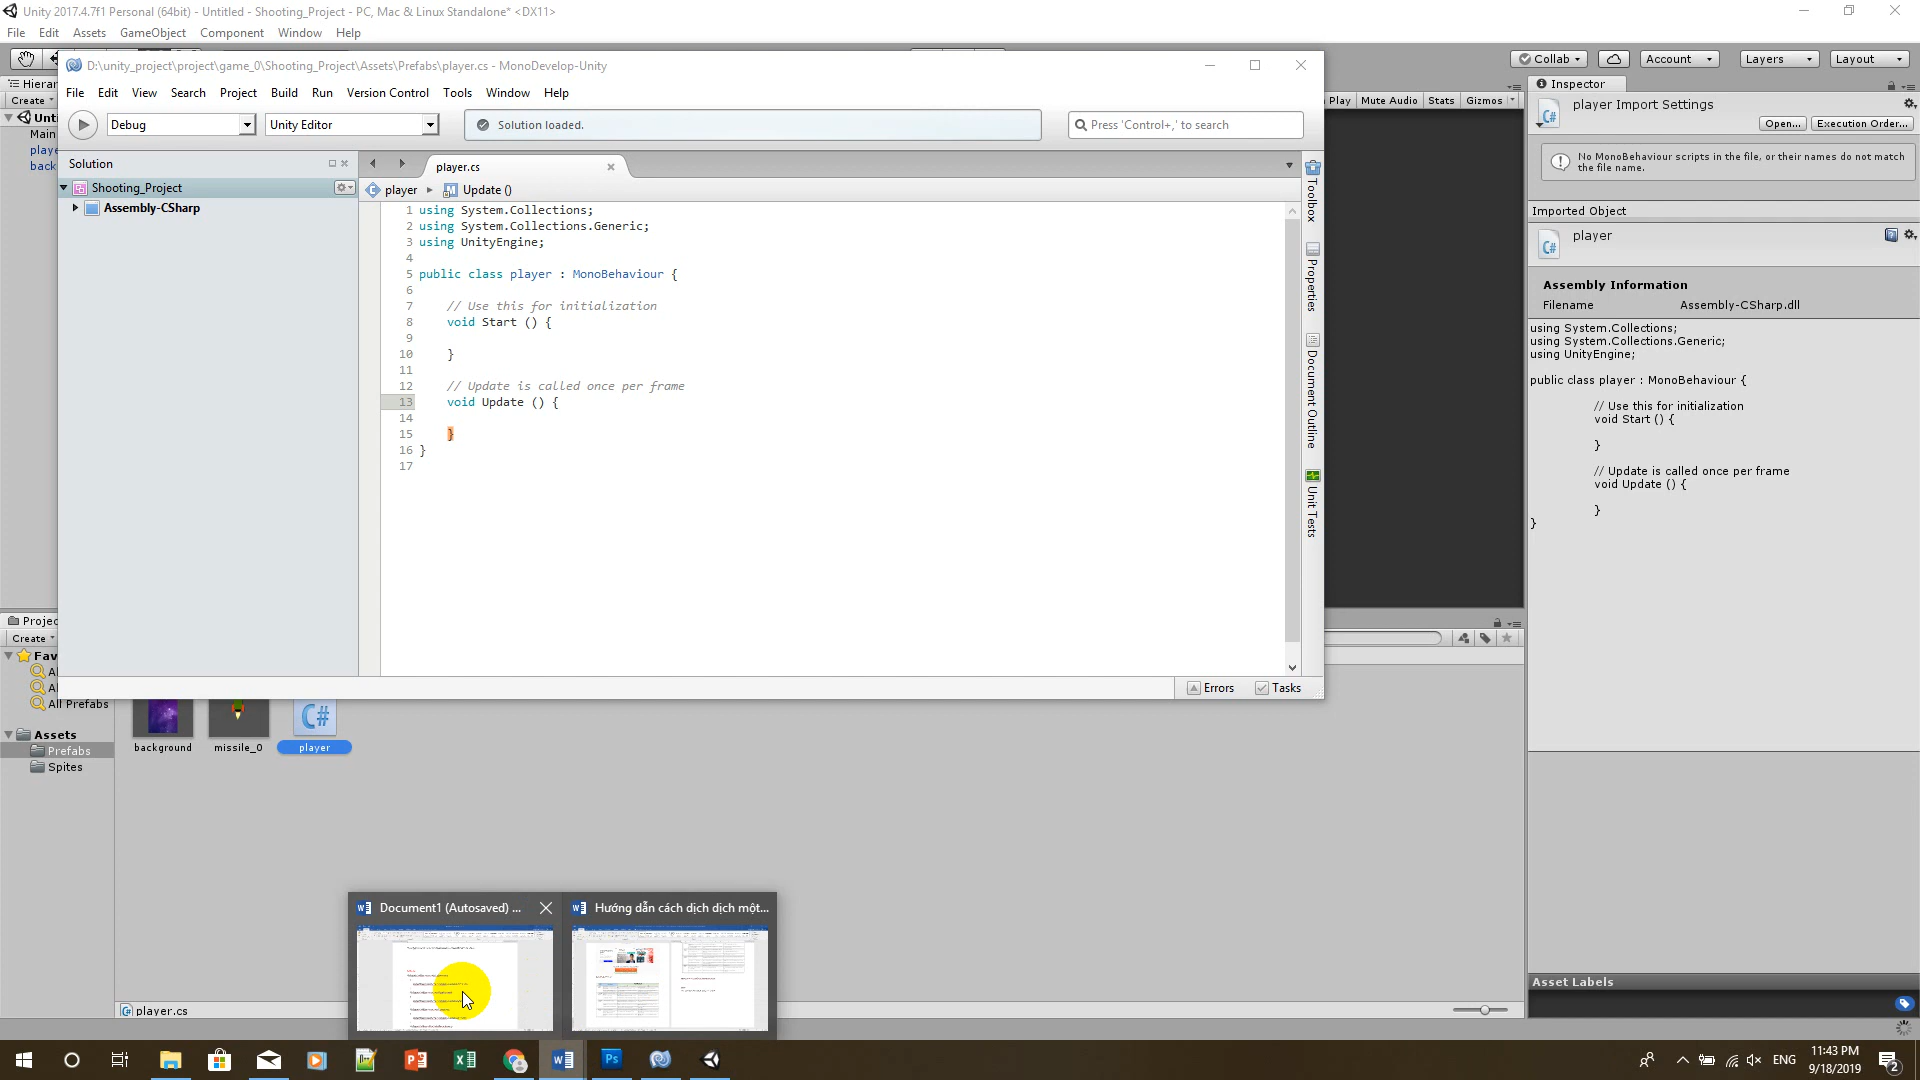 Unity 2017.4.7f1 Personal (64bit) - Untitled - Shooting_Project - PC, Mac & Linux Standalone* <DX11>
File Edit Assets GameObject Component Window Help
Collab Account Layers Layout
D:\unity_project\project\game_0\Shooting_Project\Assets\Prefabs\player.cs - MonoDevelop-Unity
File Edit View Search Project Build Run Version Control Tools Window Help
Debug Unity Editor Solution loaded. Press 'Control+,' to search
Solution
Shooting_Project
Assembly-CSharp
player.cs
player Update ()
1 using System.Collections;
2 using System.Collections.Generic;
3 using UnityEngine;
4
5 public class player : MonoBehaviour {
6
7 // Use this for initialization
8 void Start () {
9
10 }
11
12 // Update is called once per frame
13 void Update () {
14
15 }
16 }
17
Toolbox
Properties
Document Outline
Unit Tests
Errors Tasks
Hierar
Create
Unti
Main
playe
back
Play Mute Audio Stats Gizmos
Inspector
player Import Settings
Open... Execution Order...
No MonoBehaviour scripts in the file, or their names do not match
the file name.
Imported Object
player
Assembly Information
Filename Assembly-CSharp.dll
using System.Collections;
using System.Collections.Generic;
using UnityEngine;
public class player : MonoBehaviour {
// Use this for initialization
void Start () {
}
// Update is called once per frame
void Update () {
}
}
Projec
Create
Fav
Al
Al
All Prefabs
Assets
Prefabs
Spites
background missile_0 player
player.cs
Asset Labels
Document1 (Autosaved) ...
Hướng dẫn cách dịch dịch một...
ENG
11:43 PM
9/18/2019
2